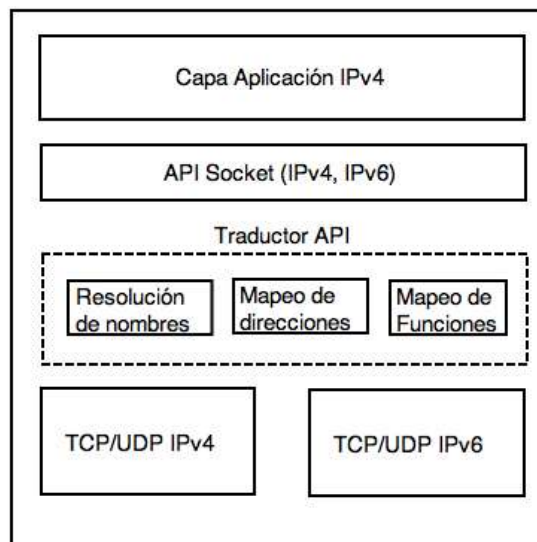 Capa Aplicación IPv4
API Socket (IPv4, IPv6)
Traductor API
Resolución
de nombres
Mapeo de
direcciones
Mapeo de
Funciones
TCP/UDP IPv4
TCP/UDP IPv6